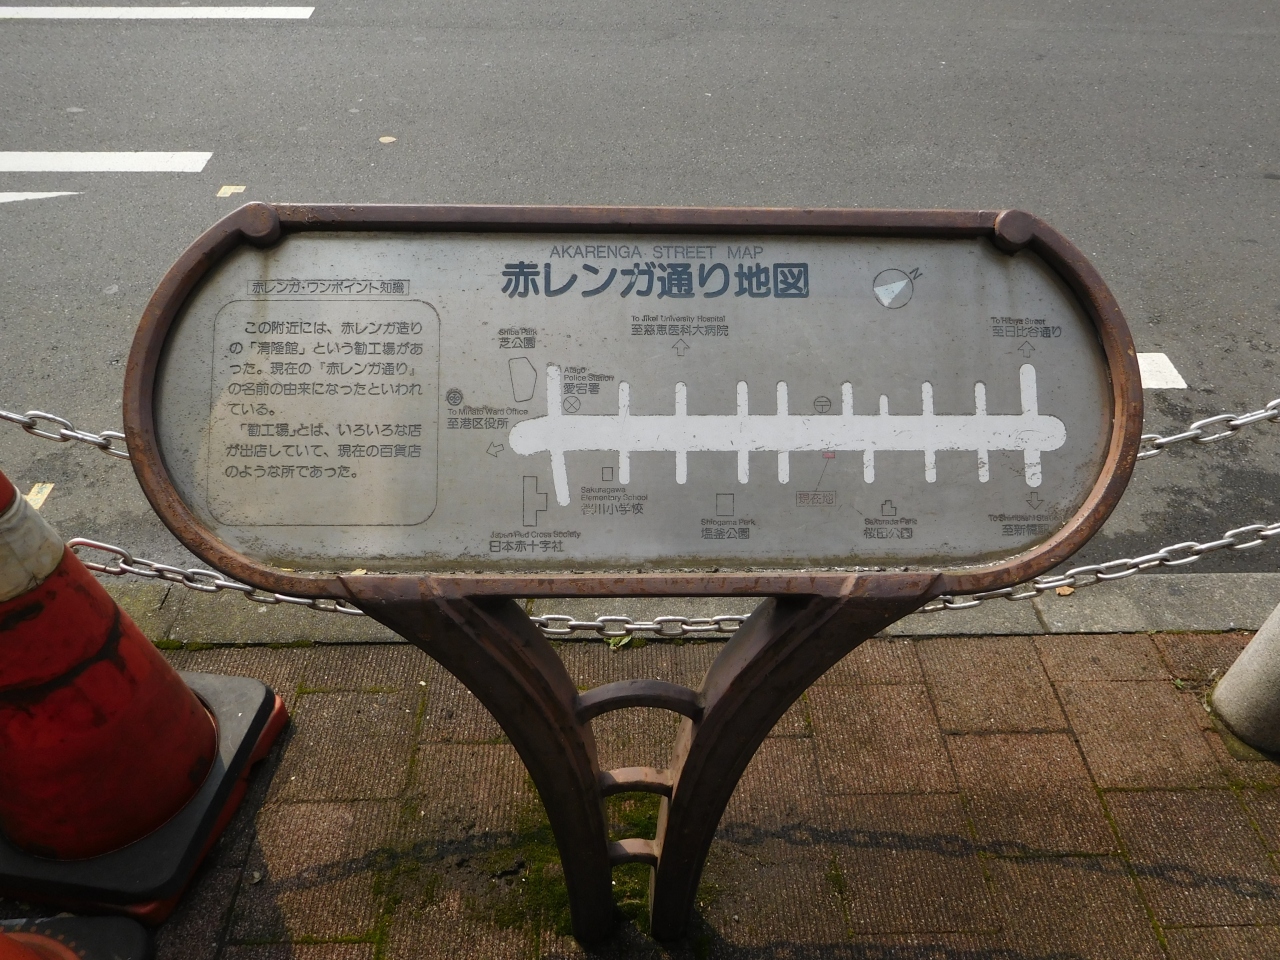 AKARENGA STREET MAP
赤レンガ通り地図
N
赤レンガ・ワンポイント知識
この附近には、赤レンガ造り
の「清隆館」という勧工場があ
った。現在の『赤レンガ通り』
の名前の由来になったといわれ
ている。
「勧工場」とは、いろいろな店
が出店していて、現在の百貨店
のような所であった。
Shiba Park
芝公園
To Jikei University Hospital
至慈恵医科大病院
To Hibiya Street
至日比谷通り
Atago
Police Station
愛宕署
To Minato Ward Office
至港区役所
Sakuragawa
Elementary School
桜川小学校
現在地
Japan Red Cross Society
日本赤十字社
Shiogama Park
塩釜公園
Park
桜田公園
To Shimbashi Station
至新橋駅